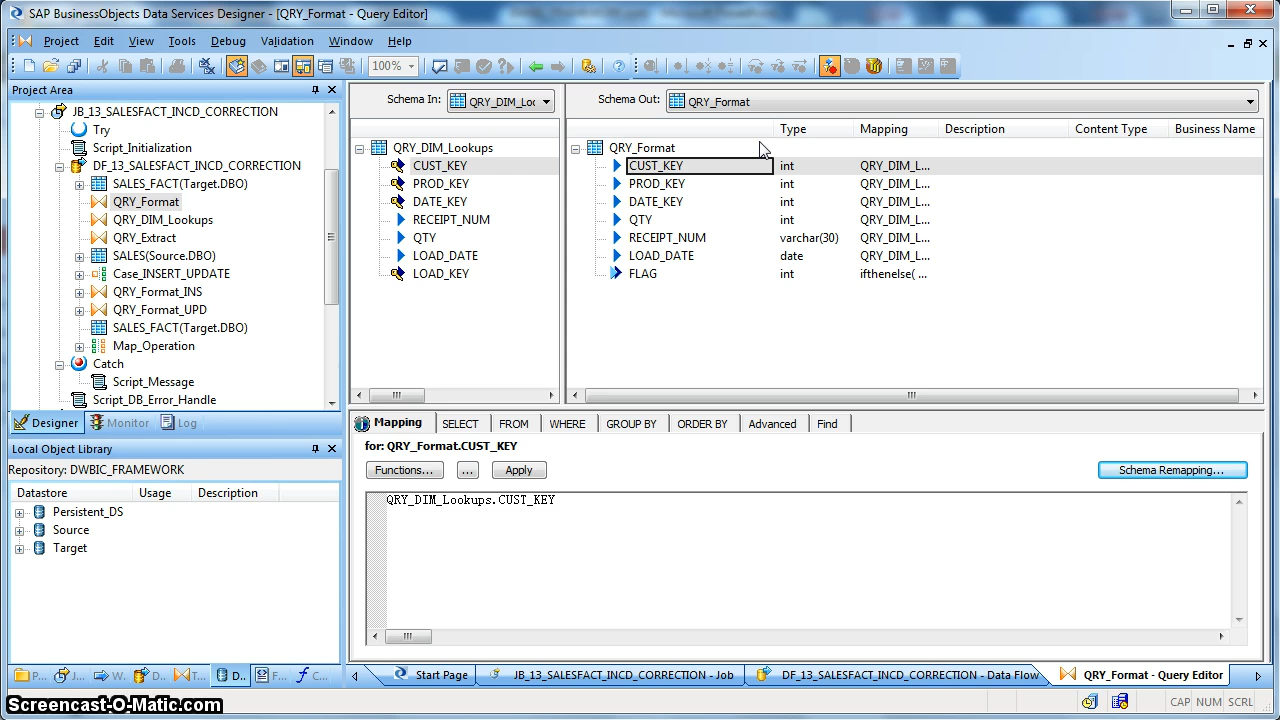 SAP BusinessObjects Data Services Designer - [QRY_Format - Query Editor]
Project Edit View Tools Debug Validation Window Help
100%
Project Area
JB_13_SALESFACT_INCD_CORRECTION
Try
Script_Initialization
DF_13_SALESFACT_INCD_CORRECTION
SALES_FACT(Target.DBO)
QRY_Format
QRY_DIM_Lookups
QRY_Extract
SALES(Source.DBO)
Case_INSERT_UPDATE
QRY_Format_INS
QRY_Format_UPD
SALES_FACT(Target.DBO)
Map_Operation
Catch
Script_Message
Script_DB_Error_Handle
Designer Monitor Log
Local Object Library
Repository: DWBIC_FRAMEWORK
Datastore Usage Description
Persistent_DS
Source
Target
P... J... W... D... T... D... F... C...
Schema In: QRY_DIM_Loc
QRY_DIM_Lookups
CUST_KEY
PROD_KEY
DATE_KEY
RECEIPT_NUM
QTY
LOAD_DATE
LOAD_KEY
Schema Out: QRY_Format
Type Mapping Description Content Type Business Name
QRY_Format
CUST_KEY int QRY_DIM_L...
PROD_KEY int QRY_DIM_L...
DATE_KEY int QRY_DIM_L...
QTY int QRY_DIM_L...
RECEIPT_NUM varchar(30) QRY_DIM_L...
LOAD_DATE date QRY_DIM_L...
FLAG int ifthenelse( ...
Mapping SELECT FROM WHERE GROUP BY ORDER BY Advanced Find
for: QRY_Format.CUST_KEY
Functions... ... Apply Schema Remapping...
QRY_DIM_Lookups.CUST_KEY
Start Page JB_13_SALESFACT_INCD_CORRECTION - Job DF_13_SALESFACT_INCD_CORRECTION - Data Flow QRY_Format - Query Editor
CAP NUM SCRL
Screencast-O-Matic.com